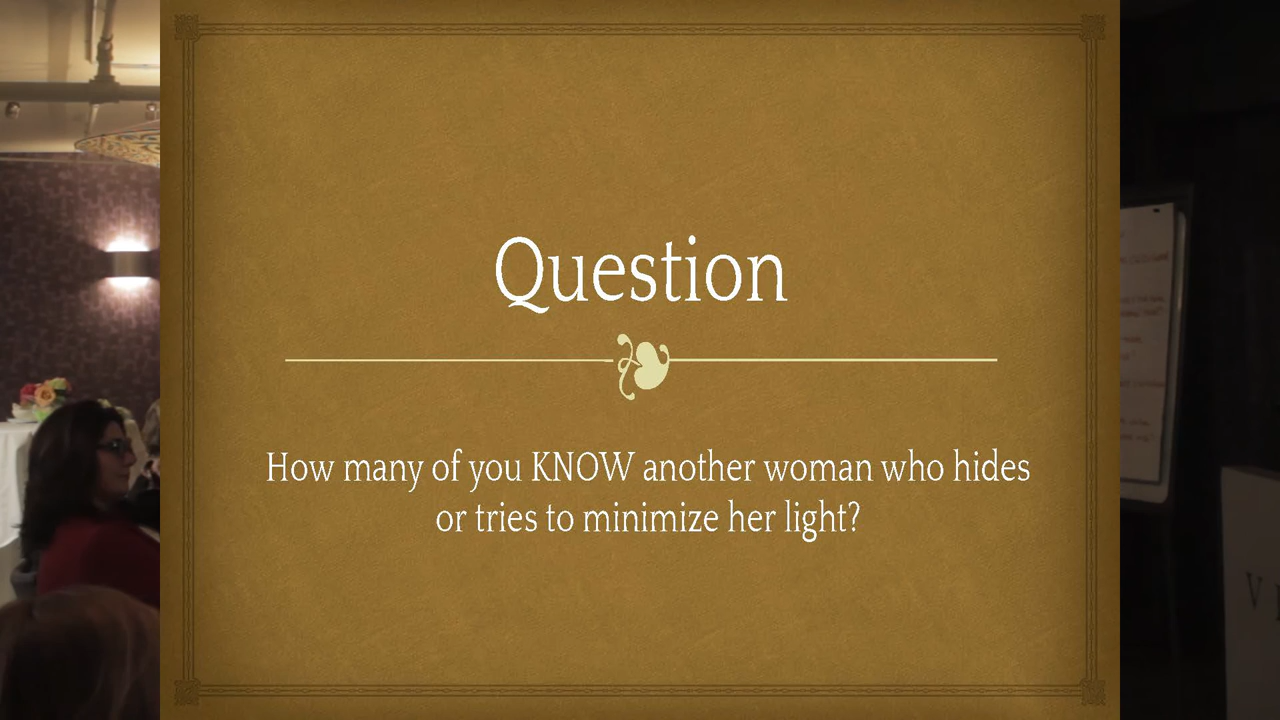 Question
How many of you KNOW another woman who hides
or tries to minimize her light?
V